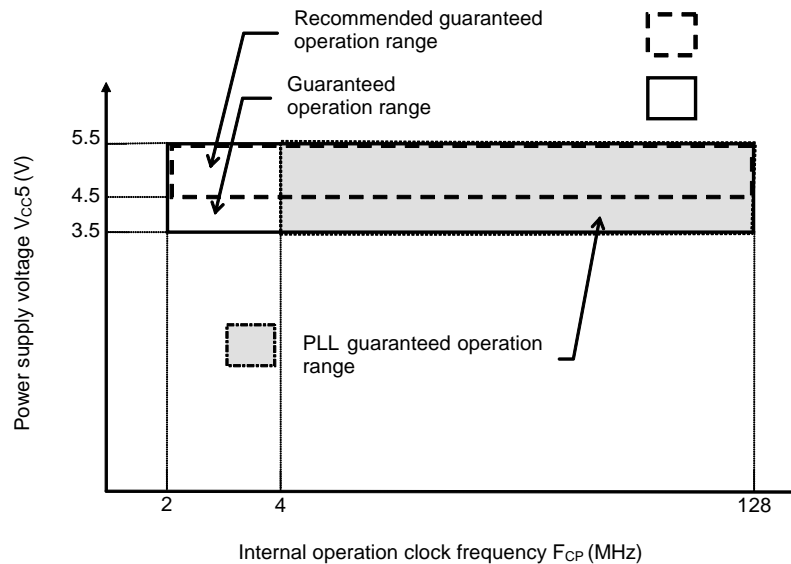 Recommended guaranteed
operation range
Guaranteed
operation range
Power supply voltage VCC5 (V)
5.5
4.5
3.5
PLL guaranteed operation
range
2
4
128
Internal operation clock frequency FCP (MHz)